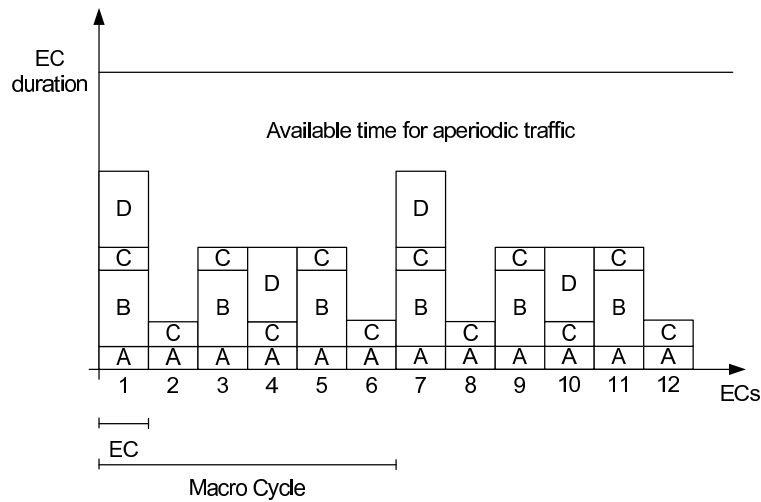 EC
duration
Available time for aperiodic traffic
D D
C C C C C C
B B D B B B D B
C C C C C C
A A A A A A A A A A A A
1 2 3 4 5 6 7 8 9 10 11 12
ECs
EC
Macro Cycle